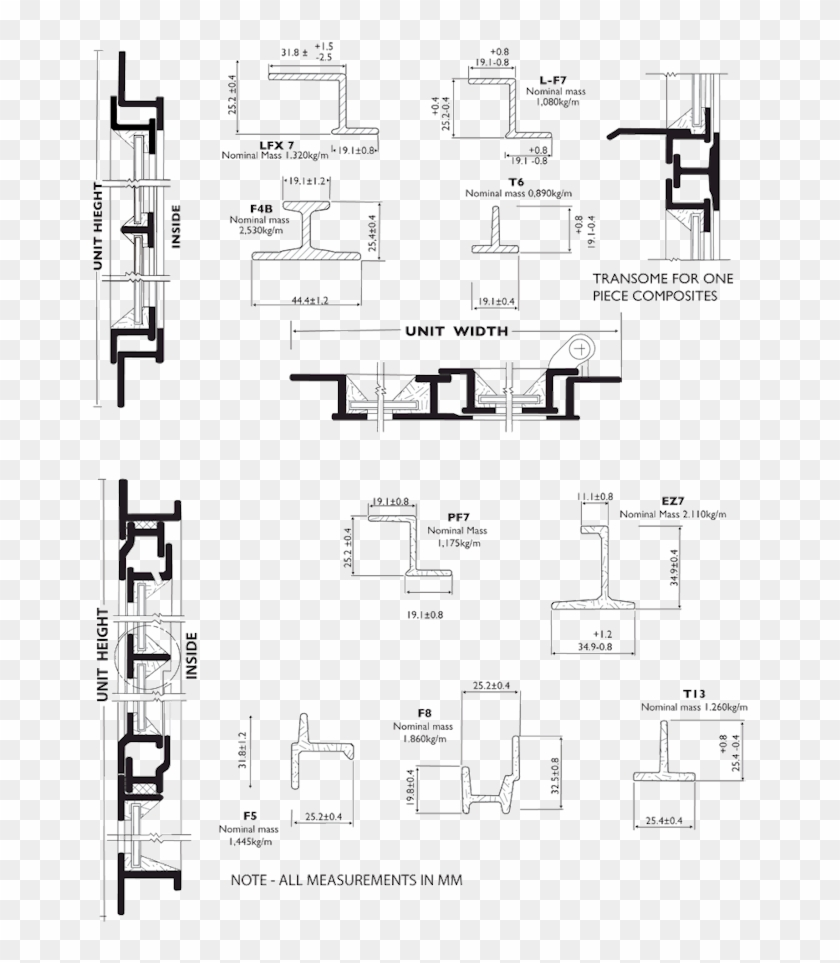 31.8 ± +1.5 -2.5
25.2 ±0.4
LFX 7
Nominal Mass 1.320kg/m
19.1±0.8
+0.8
19.1-0.8
+0.4
25.2-0.4
L-F7
Nominal mass
1,080kg/m
+0.8
19.1 -0.8
UNIT HIEGHT
INSIDE
19.1±1.2
F4B
Nominal mass
2,530kg/m
25,4±0.4
44.4±1.2
T6
Nominal mass 0,890kg/m
+0.8
19.1-0.4
19.1±0.4
TRANSOME FOR ONE
PIECE COMPOSITES
UNIT WIDTH
UNIT HEIGHT
INSIDE
19.1±0.8
25.2 ±0.4
PF7
Nominal Mass
1,175kg/m
19.1±0.8
11.1±0.8
EZ7
Nominal Mass 2.110kg/m
34.9±0.4
+1.2
34.9-0.8
31.8±1.2
25.2±0.4
F5
Nominal mass
1,445kg/m
25.2±0.4
F8
Nominal mass
1.860kg/m
19.8±0.4
32.5±0.8
T13
Nominal mass 1.260kg/m
+0.8
25.4 -0.4
25.4±0.4
NOTE - ALL MEASUREMENTS IN MM